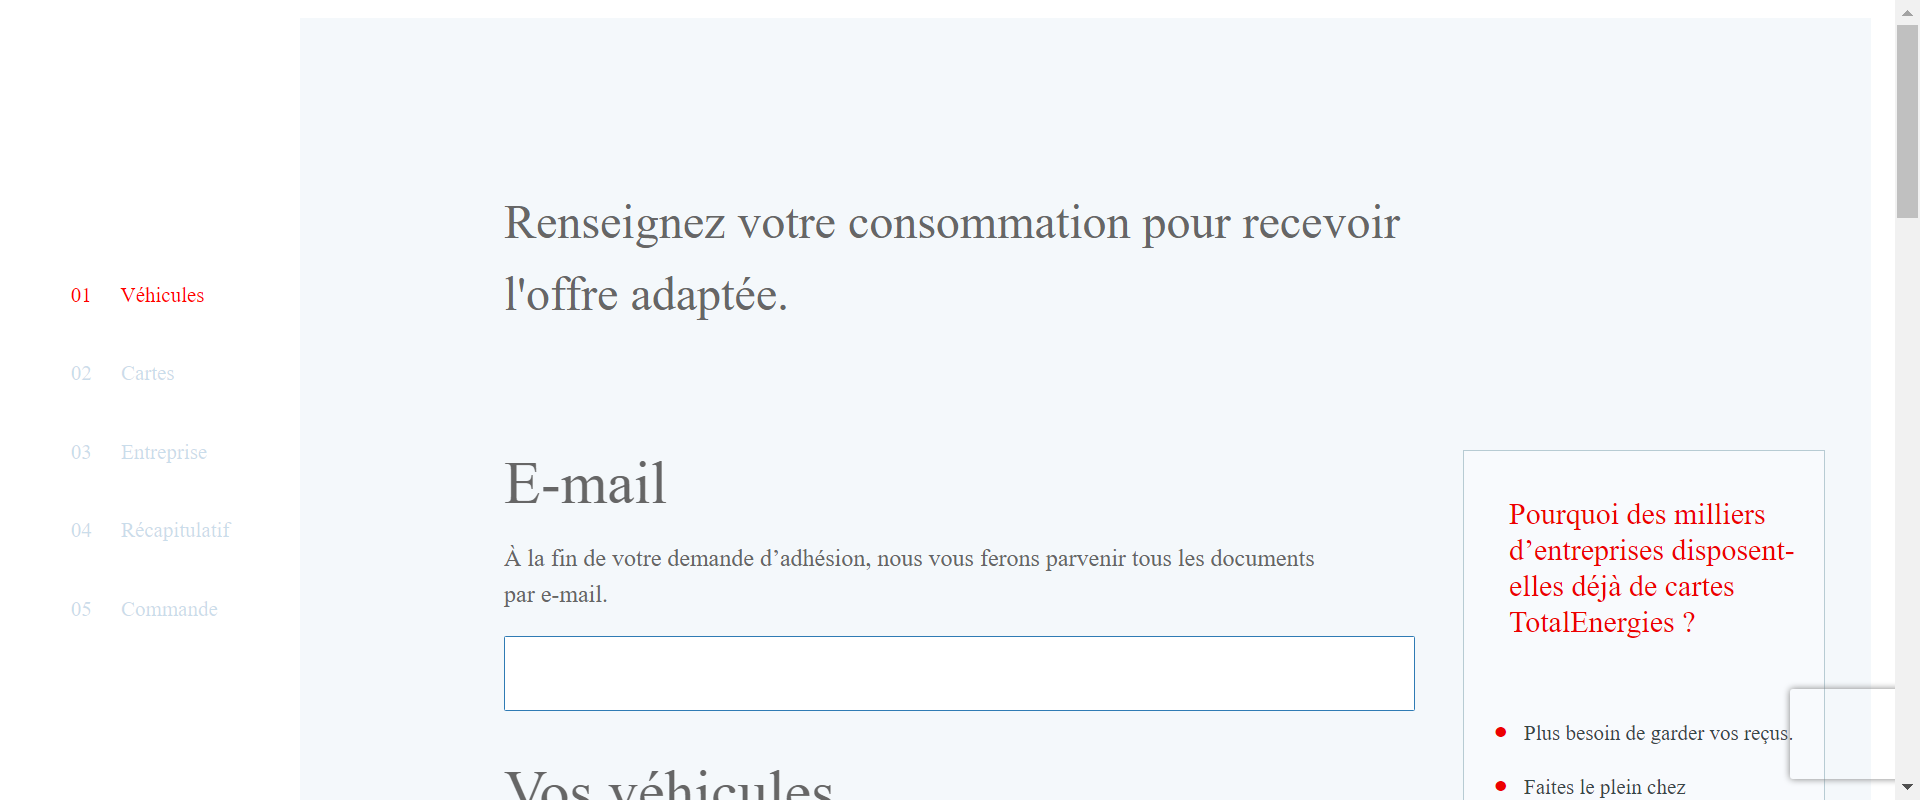 01 Véhicules
02 Cartes
03 Entreprise
04 Récapitulatif
05 Commande
Renseignez votre consommation pour recevoir
l'offre adaptée.
E-mail
À la fin de votre demande d’adhésion, nous vous ferons parvenir tous les documents
par e-mail.
Vos véhicules
Pourquoi des milliers
d’entreprises disposent-
elles déjà de cartes
TotalEnergies ?
Plus besoin de garder vos reçus.
Faites le plein chez